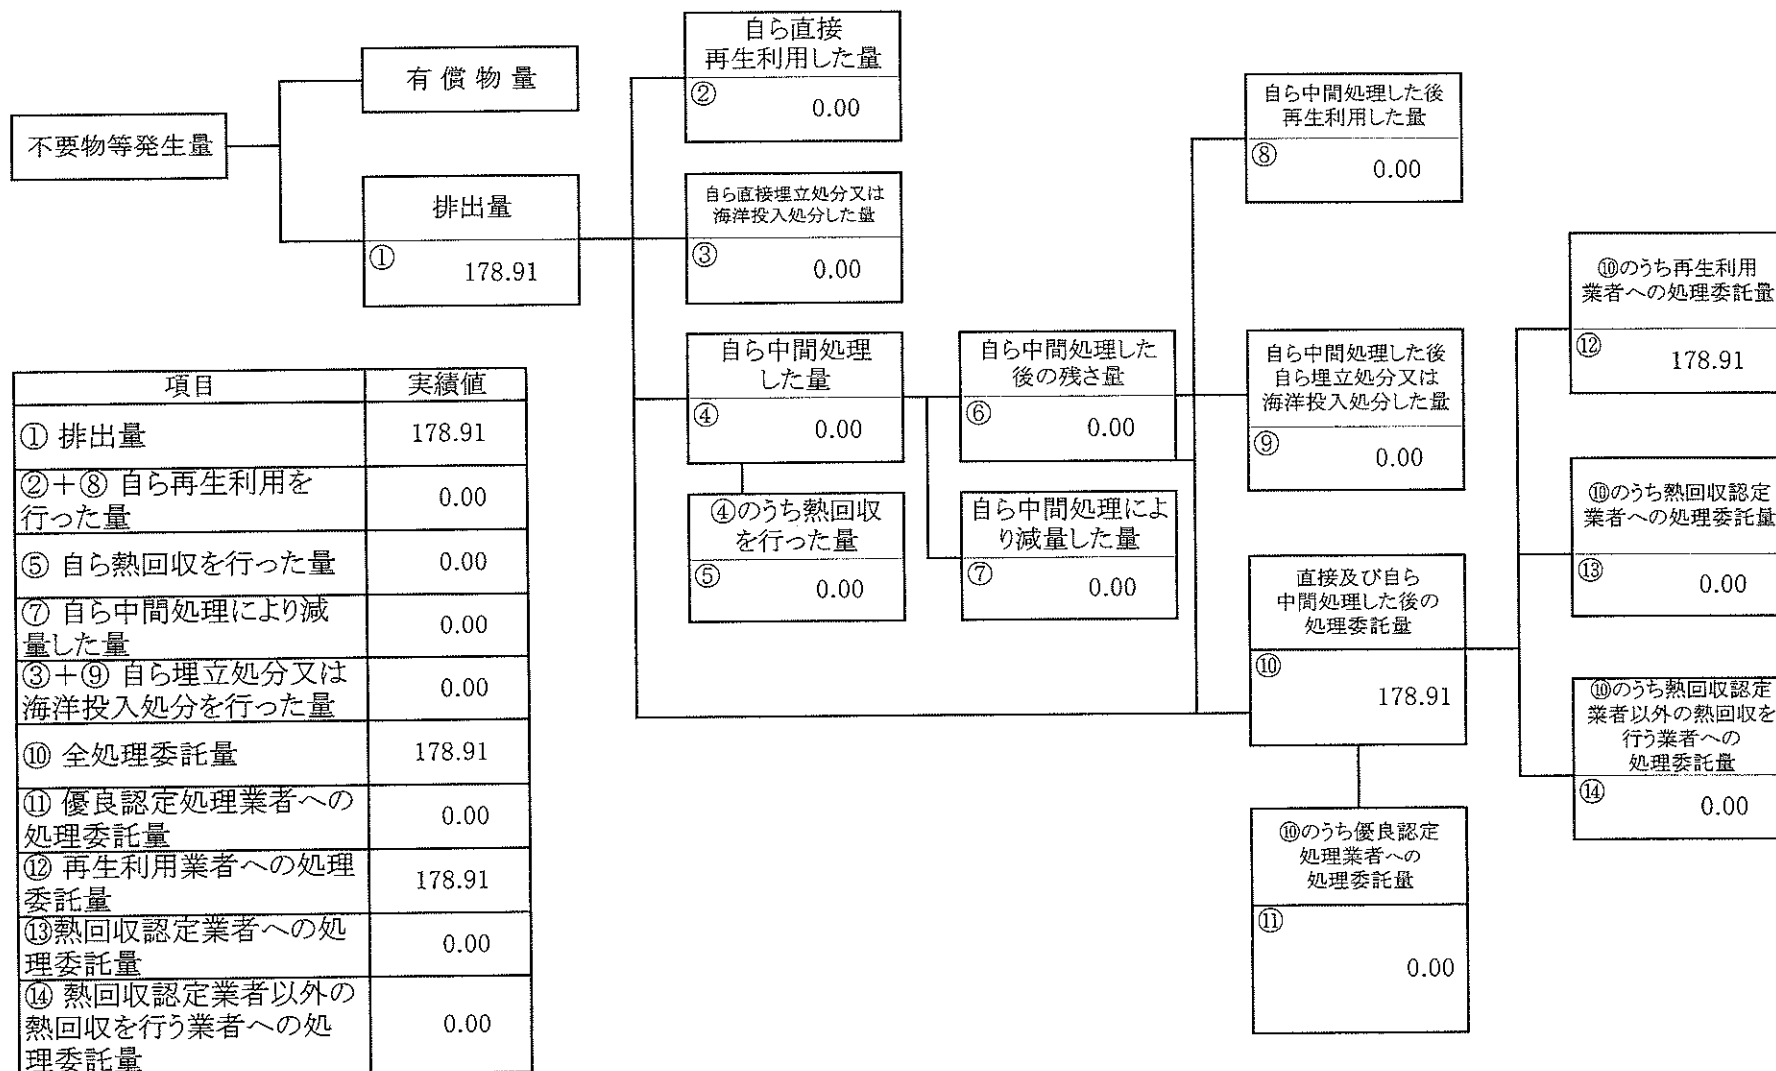 不要物等発生量
有償物量
排出量
①
178.91
自ら直接
再生利用した量
②
0.00
自ら直接埋立処分又は
海洋投入処分した量
③
0.00
自ら中間処理
した量
④
0.00
④のうち熱回収
を行った量
⑤
0.00
自ら中間処理した
後の残さ量
⑥
0.00
自ら中間処理によ
り減量した量
⑦
0.00
自ら中間処理した後
再生利用した量
⑧
0.00
自ら中間処理した後
自ら埋立処分又は
海洋投入処分した量
⑨
0.00
直接及び自ら
中間処理した後の
処理委託量
⑩
178.91
⑩のうち優良認定
処理業者への
処理委託量
⑪
0.00
⑩のうち再生利用
業者への処理委託量
⑫
178.91
⑩のうち熱回収認定
業者への処理委託量
⑬
0.00
⑩のうち熱回収認定
業者以外の熱回収を
行う業者への
処理委託量
⑭
0.00
項目 実績値
① 排出量 178.91
②+⑧ 自ら再生利用を
行った量 0.00
⑤ 自ら熱回収を行った量 0.00
⑦ 自ら中間処理により減
量した量 0.00
③+⑨ 自ら埋立処分又は
海洋投入処分を行った量 0.00
⑩ 全処理委託量 178.91
⑪ 優良認定処理業者への
処理委託量 0.00
⑫ 再生利用業者への処理
委託量 178.91
⑬熱回収認定業者への処
理委託量 0.00
⑭ 熱回収認定業者以外の
熱回収を行う業者への処
理委託量 0.00